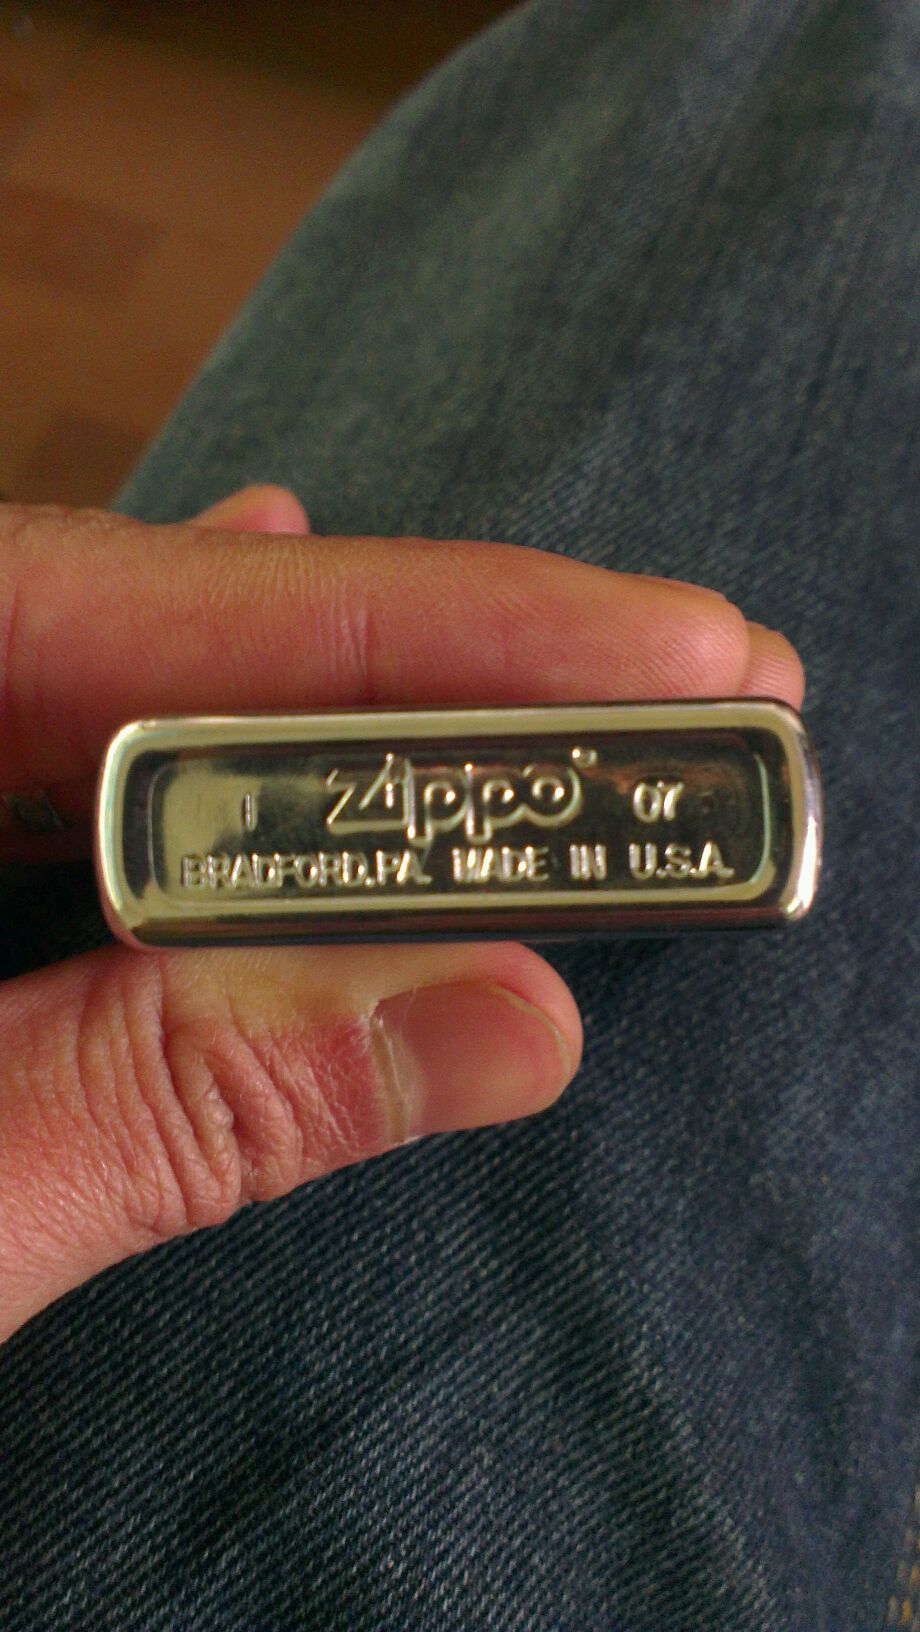 I Zippo® 07
BRADFORD,PA. MADE IN U.S.A.